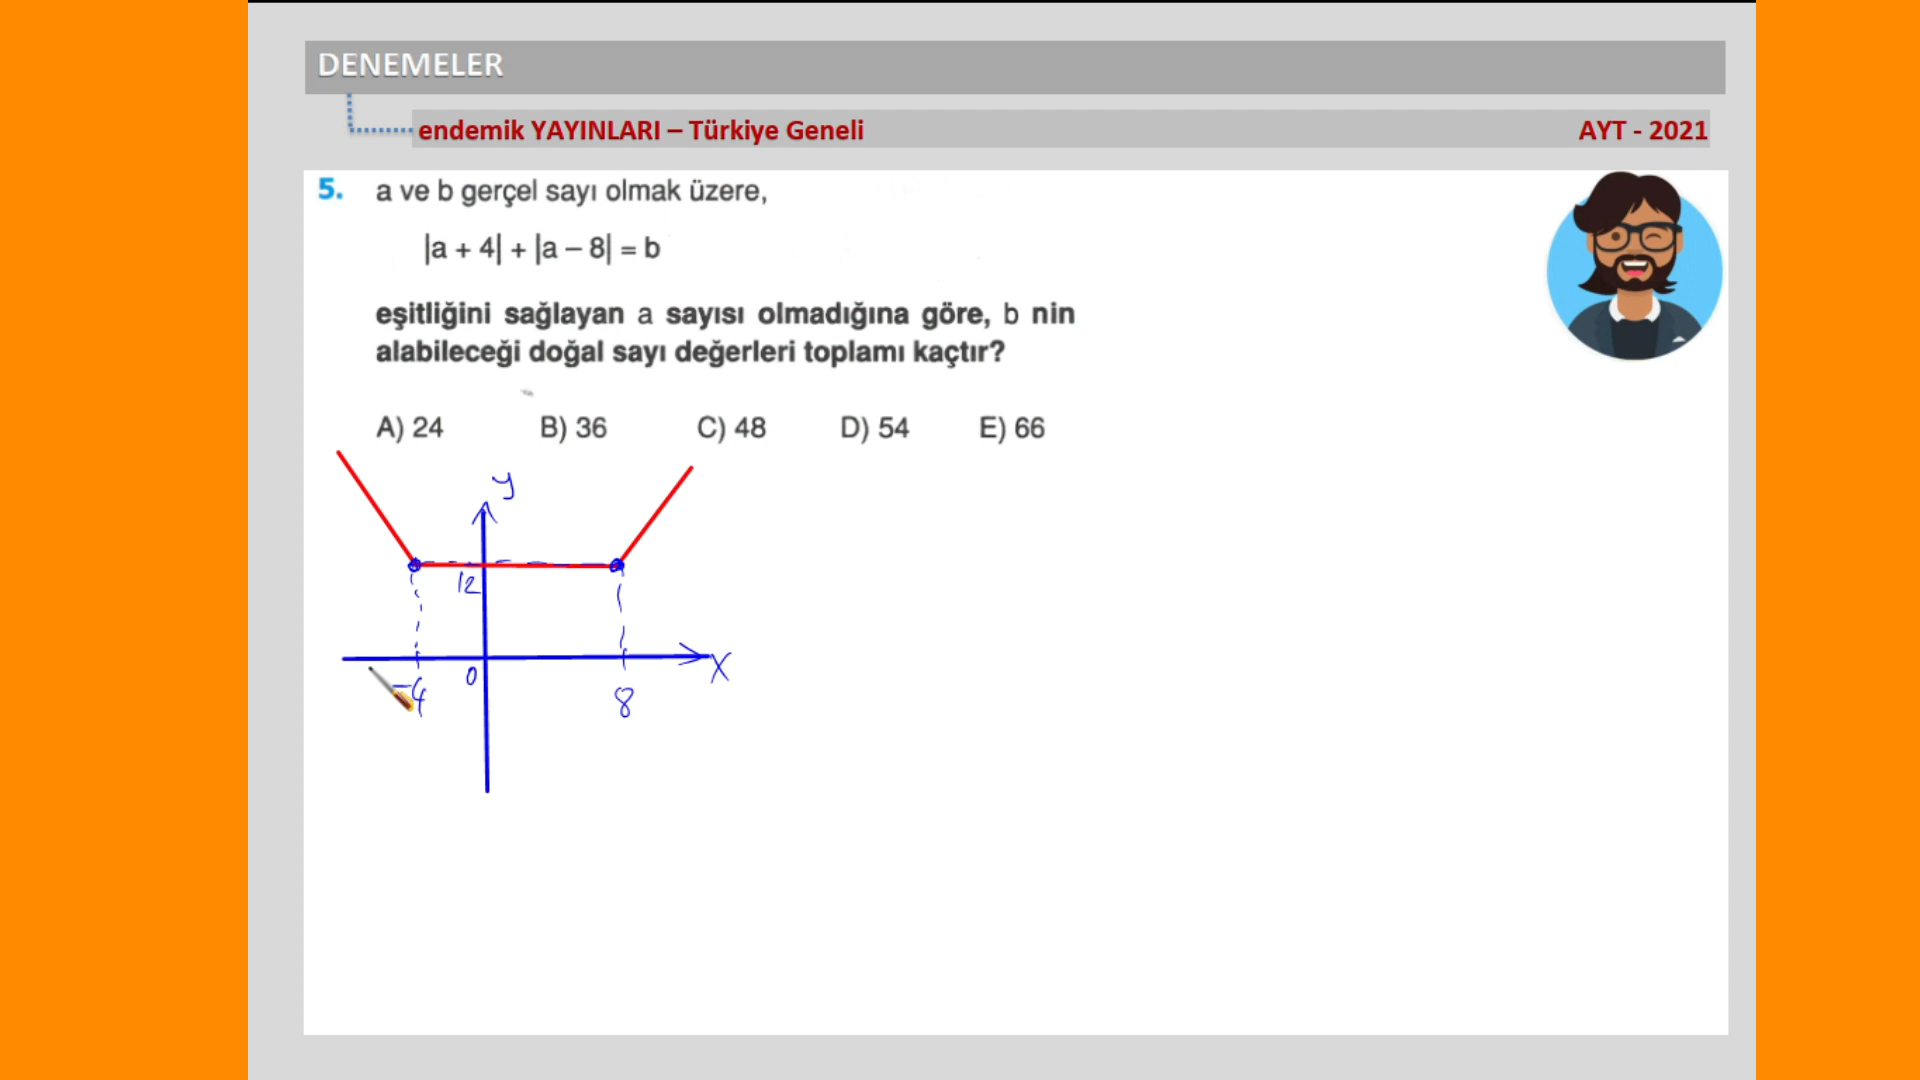 DENEMELER
endemik YAYINLARI – Türkiye Geneli AYT - 2021
5. a ve b gerçel sayı olmak üzere,
|a + 4| + |a – 8| = b
eşitliğini sağlayan a sayısı olmadığına göre, b nin
alabileceği doğal sayı değerleri toplamı kaçtır?
A) 24 B) 36 C) 48 D) 54 E) 66
y
12
0 x
-4 8